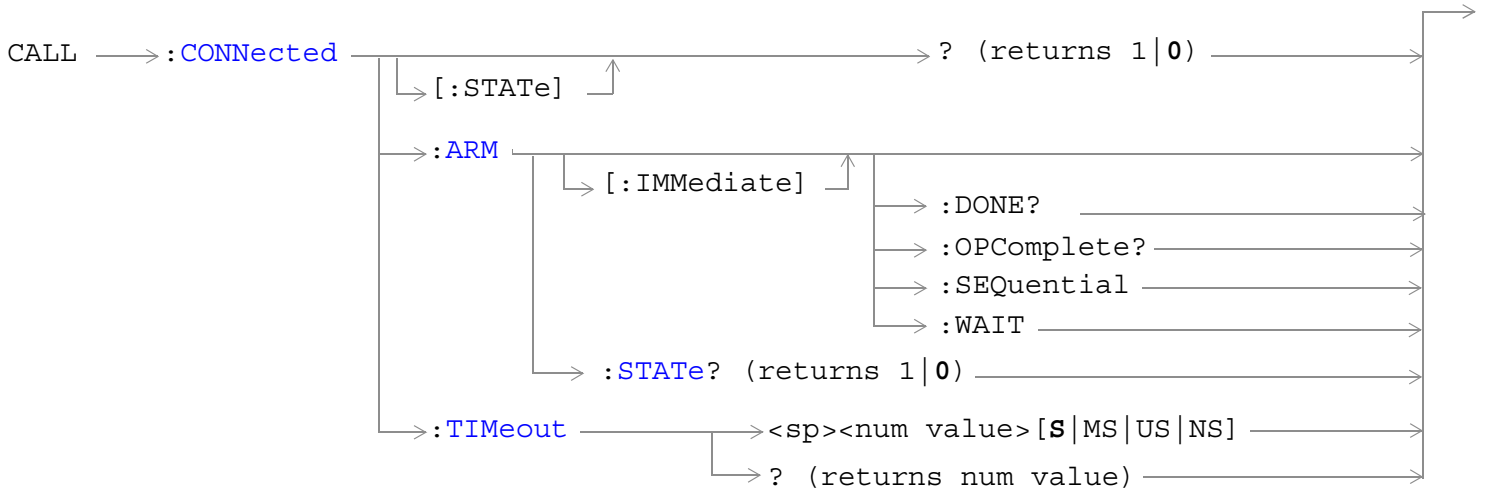 CALL :CONNected ? (returns 1|0)
[:STATe]
:ARM
[:IMMediate]
:DONE?
:OPComplete?
:SEQuential
:WAIT
:STATe? (returns 1|0)
:TIMeout <sp><num value>[S|MS|US|NS]
? (returns num value)